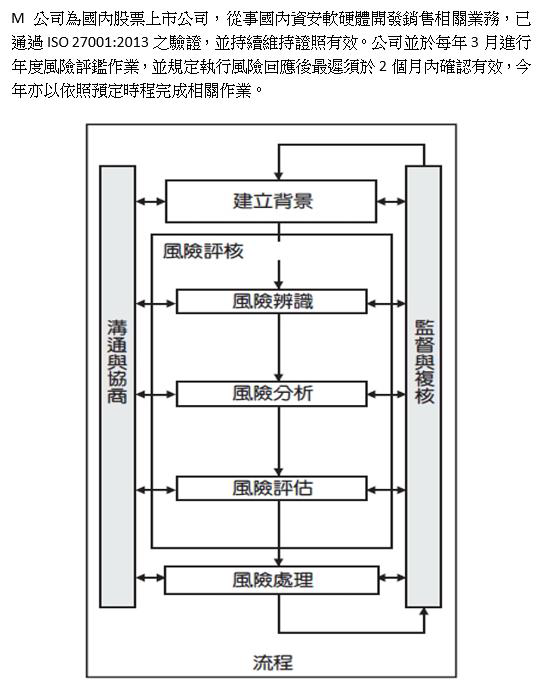 M 公司為國內股票上市公司，從事國內資安軟硬體開發銷售相關業務，已
通過 ISO 27001:2013 之驗證，並持續維持證照有效。公司並於每年 3 月進行
年度風險評鑑作業，並規定執行風險回應後最遲須於 2 個月內確認有效，今
年亦以依照預定時程完成相關作業。
建立背景
風險評核
風險辨識
溝通與協商
監督與複核
風險分析
風險評估
風險處理
流程